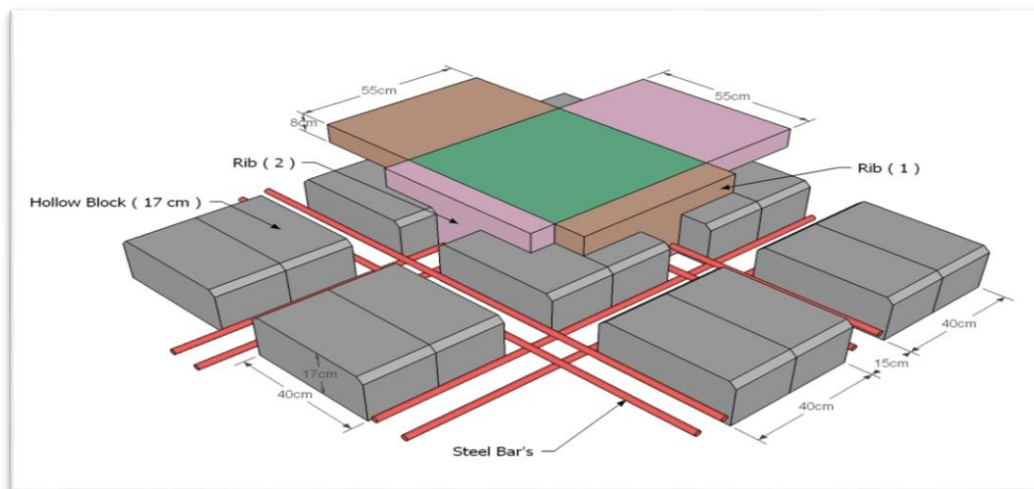 55cm
55cm
8cm
Rib ( 2 )
Rib ( 1 )
Hollow Block ( 17 cm )
40cm
17cm
15cm
40cm
40cm
Steel Bar's